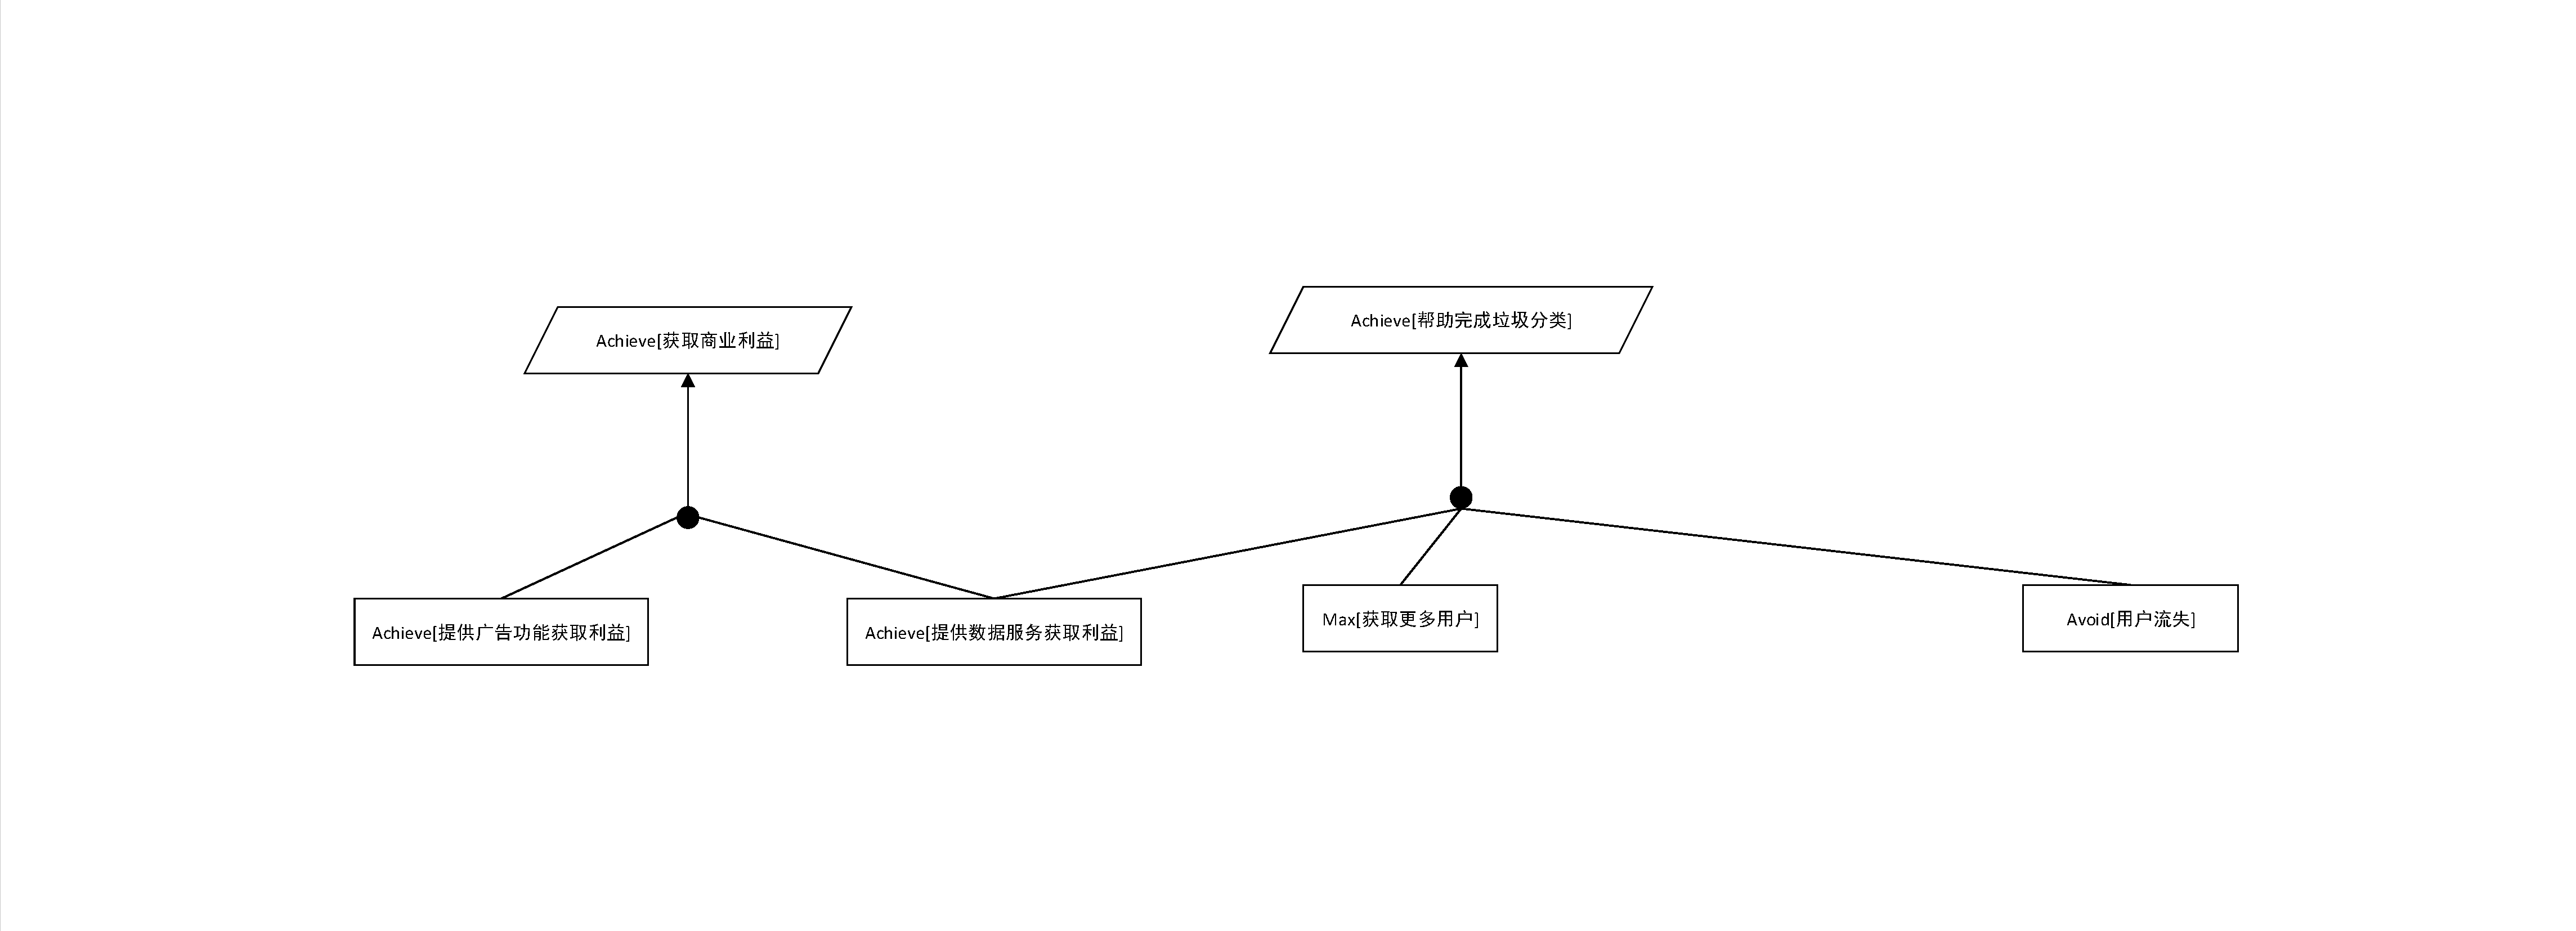 Achieve[获取商业利益]
Achieve[帮助完成垃圾分类]
Achieve[提供广告功能获取利益]
Achieve[提供数据服务获取利益]
Max[获取更多用户]
Avoid[用户流失]